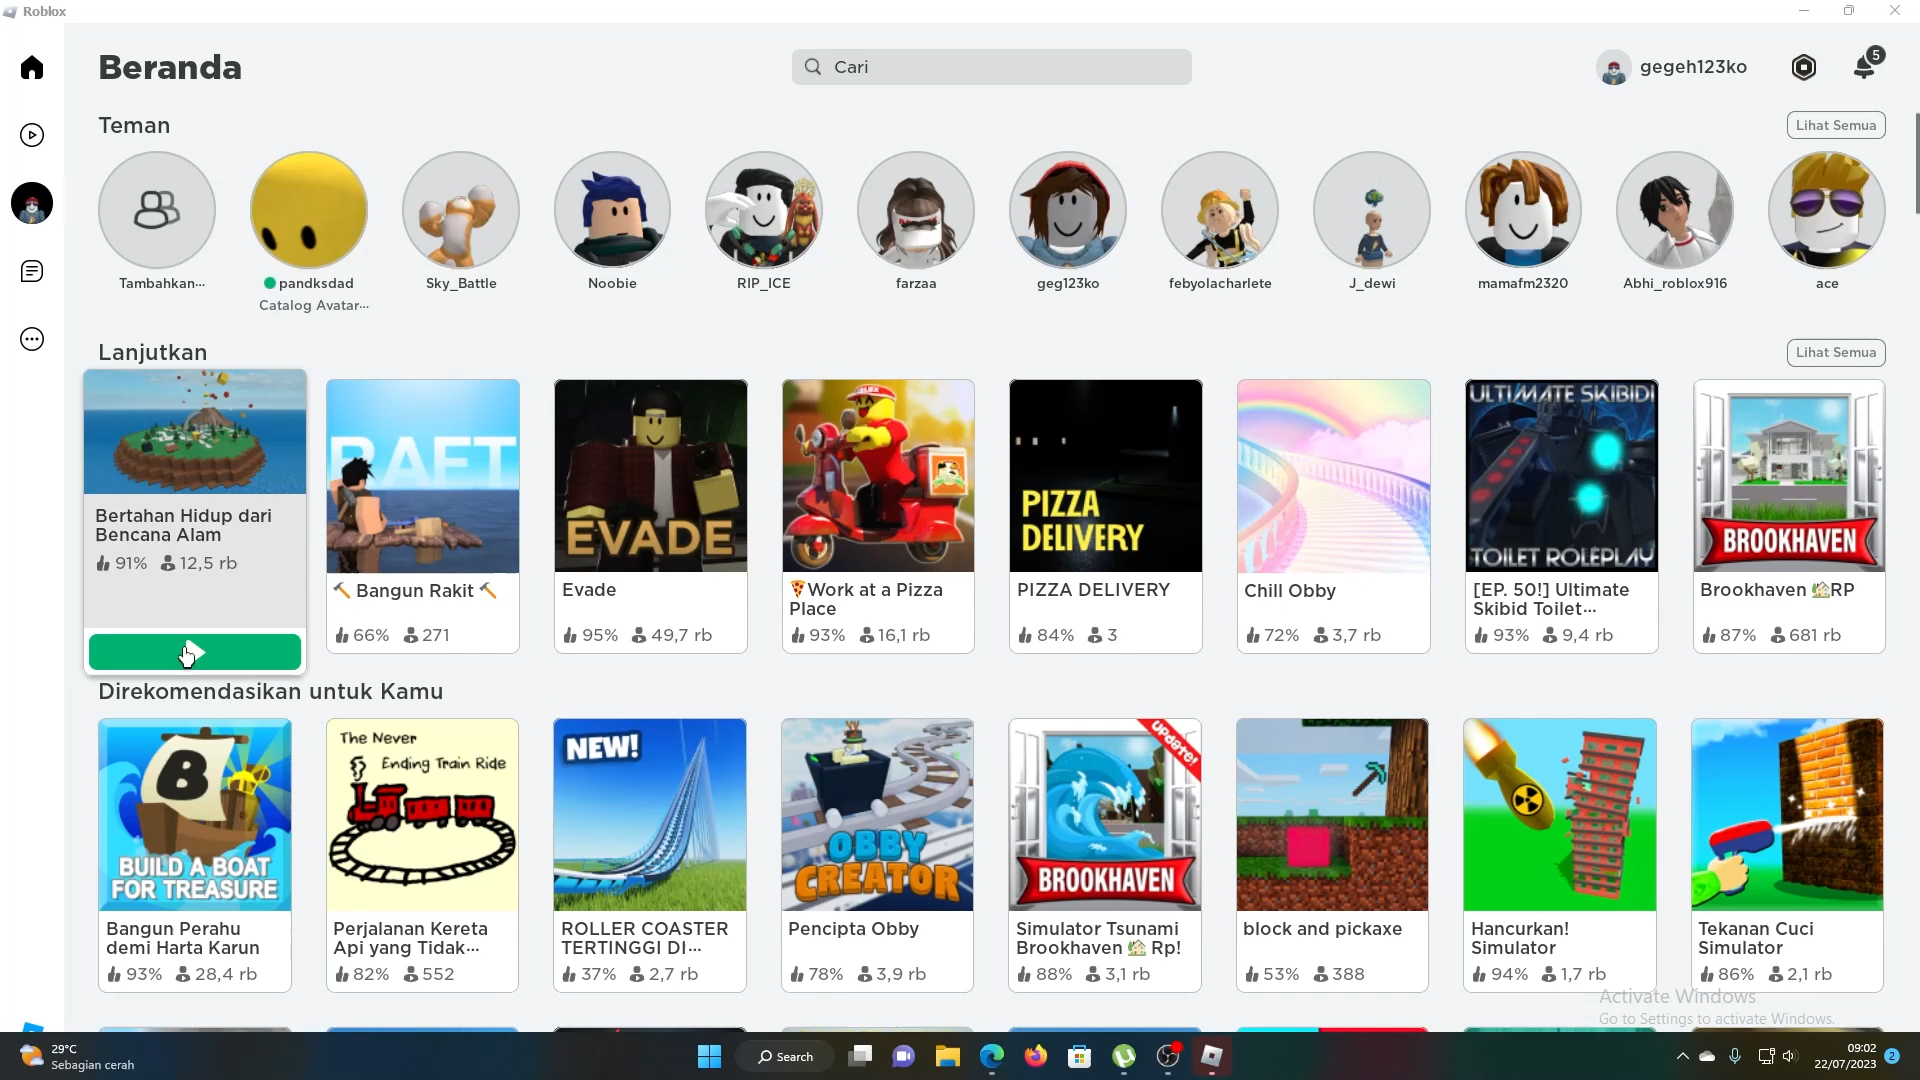 Roblox
Beranda
Cari
gegeh123ko
5
Teman
Lihat Semua
Tambahkan...
pandksdad
Catalog Avatar...
Sky_Battle
Noobie
RIP_ICE
farzaa
geg123ko
febyolacharlete
J_dewi
mamafm2320
Abhi_roblox916
ace
Lanjutkan
Lihat Semua
Bertahan Hidup dari
Bencana Alam
91% 12,5 rb
RAFT
🔨 Bangun Rakit 🔨
66% 271
EVADE
Evade
95% 49,7 rb
🍕Work at a Pizza
Place
93% 16,1 rb
PIZZA
DELIVERY
PIZZA DELIVERY
84% 3
Chill Obby
72% 3,7 rb
ULTIMATE SKIBIDI
TOILET ROLEPLAY
[EP. 50!] Ultimate
Skibid Toilet...
93% 9,4 rb
BROOKHAVEN
Brookhaven 🏡RP
87% 681 rb
Direkomendasikan untuk Kamu
B
BUILD A BOAT
FOR TREASURE
Bangun Perahu
demi Harta Karun
93% 28,4 rb
The Never
Ending Train Ride
Perjalanan Kereta
Api yang Tidak...
82% 552
NEW!
ROLLER COASTER
TERTINGGI DI...
37% 2,7 rb
OBBY
CREATOR
Pencipta Obby
78% 3,9 rb
Update!
BROOKHAVEN
Simulator Tsunami
Brookhaven 🏡 Rp!
88% 3,1 rb
block and pickaxe
53% 388
Hancurkan!
Simulator
94% 1,7 rb
Tekanan Cuci
Simulator
86% 2,1 rb
Activate Windows
Go to Settings to activate Windows.
29°C
Sebagian cerah
Search
09:02
22/07/2023
2